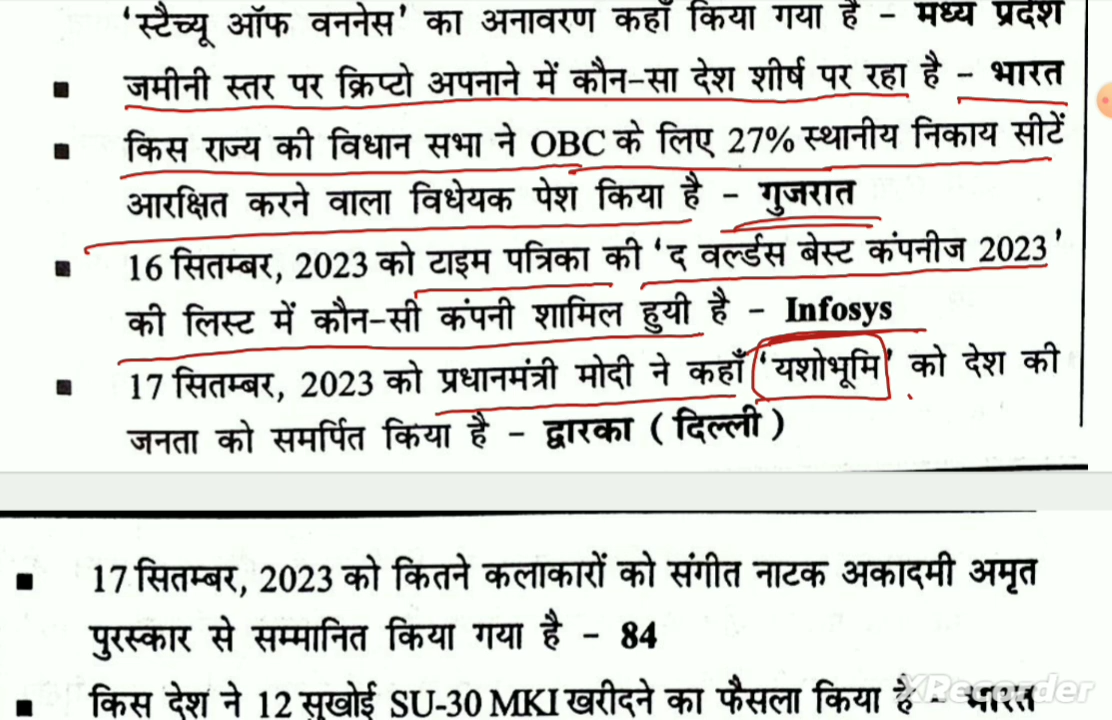 'स्टैच्यू ऑफ वननेस' का अनावरण कहाँ किया गया है – मध्य प्रदेश
■ जमीनी स्तर पर क्रिप्टो अपनाने में कौन-सा देश शीर्ष पर रहा है – भारत
■ किस राज्य की विधान सभा ने OBC के लिए 27% स्थानीय निकाय सीटें
आरक्षित करने वाला विधेयक पेश किया है – गुजरात
■ 16 सितम्बर, 2023 को टाइम पत्रिका की 'द वर्ल्डस बेस्ट कंपनीज 2023'
की लिस्ट में कौन-सी कंपनी शामिल हुयी है – Infosys
■ 17 सितम्बर, 2023 को प्रधानमंत्री मोदी ने कहाँ 'यशोभूमि' को देश की
जनता को समर्पित किया है – द्वारका ( दिल्ली )
■ 17 सितम्बर, 2023 को कितने कलाकारों को संगीत नाटक अकादमी अमृत
पुरस्कार से सम्मानित किया गया है – 84
■ किस देश ने 12 सुखोई SU-30 MKI खरीदने का फैसला किया है – भारत
XRecorder